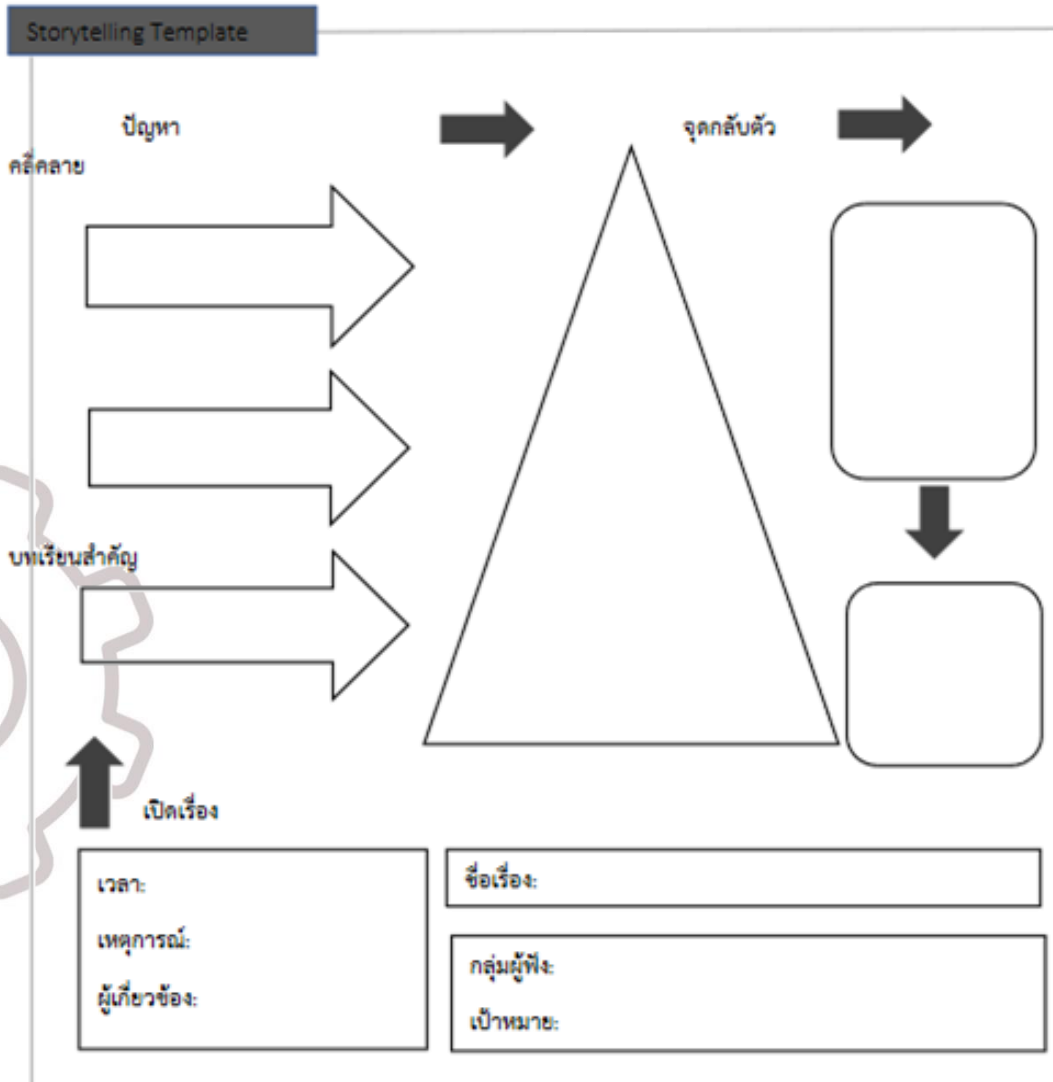 Storytelling Template
ปัญหา
จุดกลับตัว
คลี่คลาย
บทเรียนสำคัญ
เปิดเรื่อง
เวลา:
เหตุการณ์:
ผู้เกี่ยวข้อง:
ชื่อเรื่อง:
กลุ่มผู้ฟัง:
เป้าหมาย: